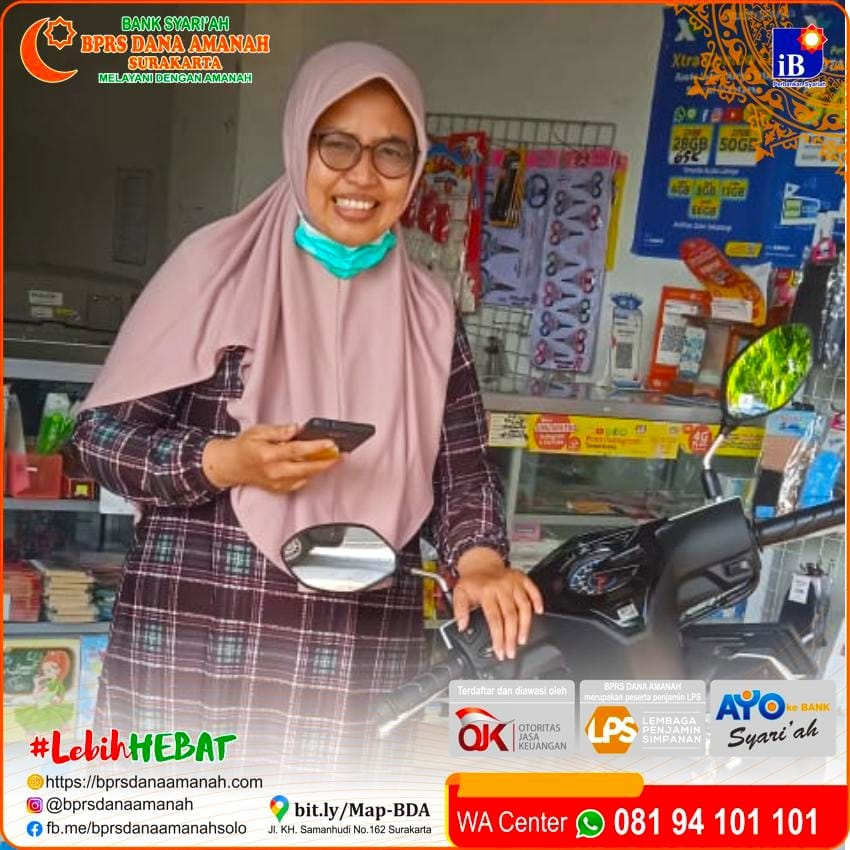 BANK SYARI'AH
BPRS DANA AMANAH
SURAKARTA
MELAYANI DENGAN AMANAH
iB
Perbankan Syariah
Xtra
28GB
50GB
Terdaftar dan diawasi oleh
OJK
OTORITAS
JASA
KEUANGAN
BPRS DANA AMANAH
merupakan peserta penjamin LPS
LPS
LEMBAGA
PENJAMIN
SIMPANAN
AYO ke BANK
Syari'ah
#LebihHEBAT
https://bprsdanaamanah.com
@bprsdanaamanah
fb.me/bprsdanaamanahsolo
bit.ly/Map-BDA
Jl. KH. Samanhudi No.162 Surakarta
WA Center 081 94 101 101